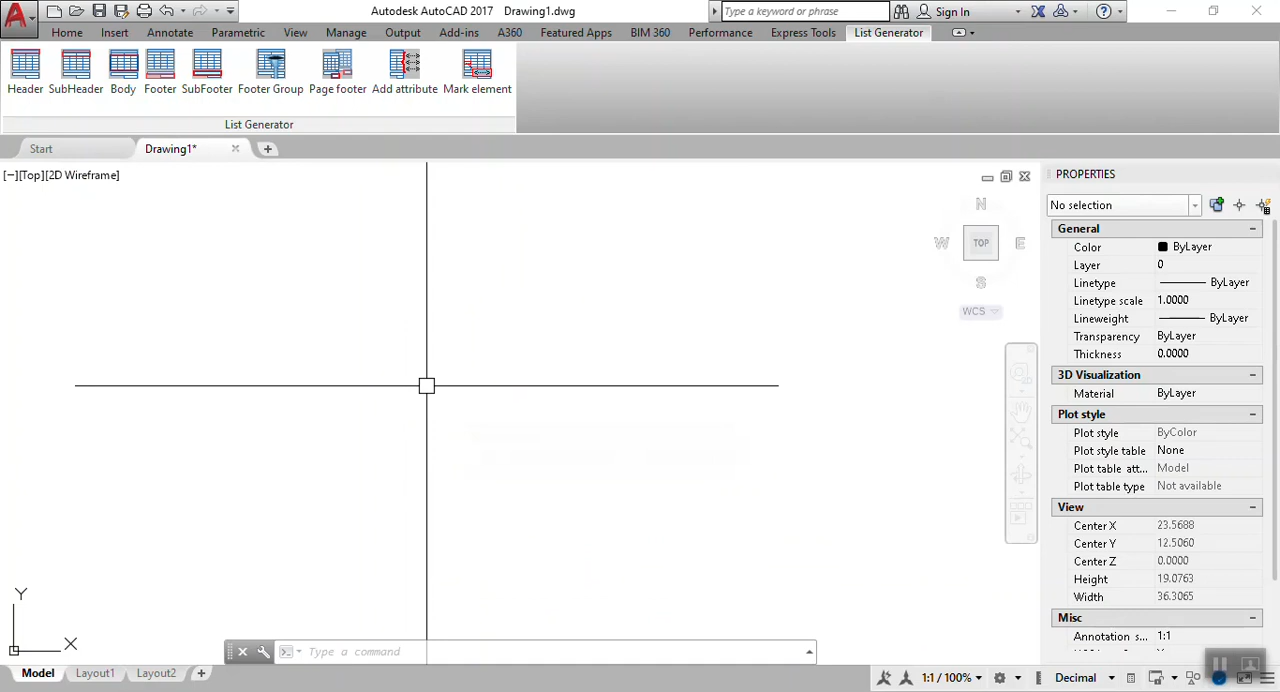 Autodesk AutoCAD 2017 Drawing1.dwg
Type a keyword or phrase
Sign In
Home Insert Annotate Parametric View Manage Output Add-ins A360 Featured Apps BIM 360 Performance Express Tools List Generator
Header SubHeader Body Footer SubFooter Footer Group Page footer Add attribute Mark element
List Generator
Start Drawing1*
[−][Top][2D Wireframe]
N
W TOP E
S
WCS
PROPERTIES
No selection
General
Color ByLayer
Layer 0
Linetype ByLayer
Linetype scale 1.0000
Lineweight ByLayer
Transparency ByLayer
Thickness 0.0000
3D Visualization
Material ByLayer
Plot style
Plot style ByColor
Plot style table None
Plot table att... Model
Plot table type Not available
View
Center X 23.5688
Center Y 12.5060
Center Z 0.0000
Height 19.0763
Width 36.3065
Misc
Annotation s... 1:1
Y
X
Type a command
Model Layout1 Layout2
1:1 / 100% Decimal